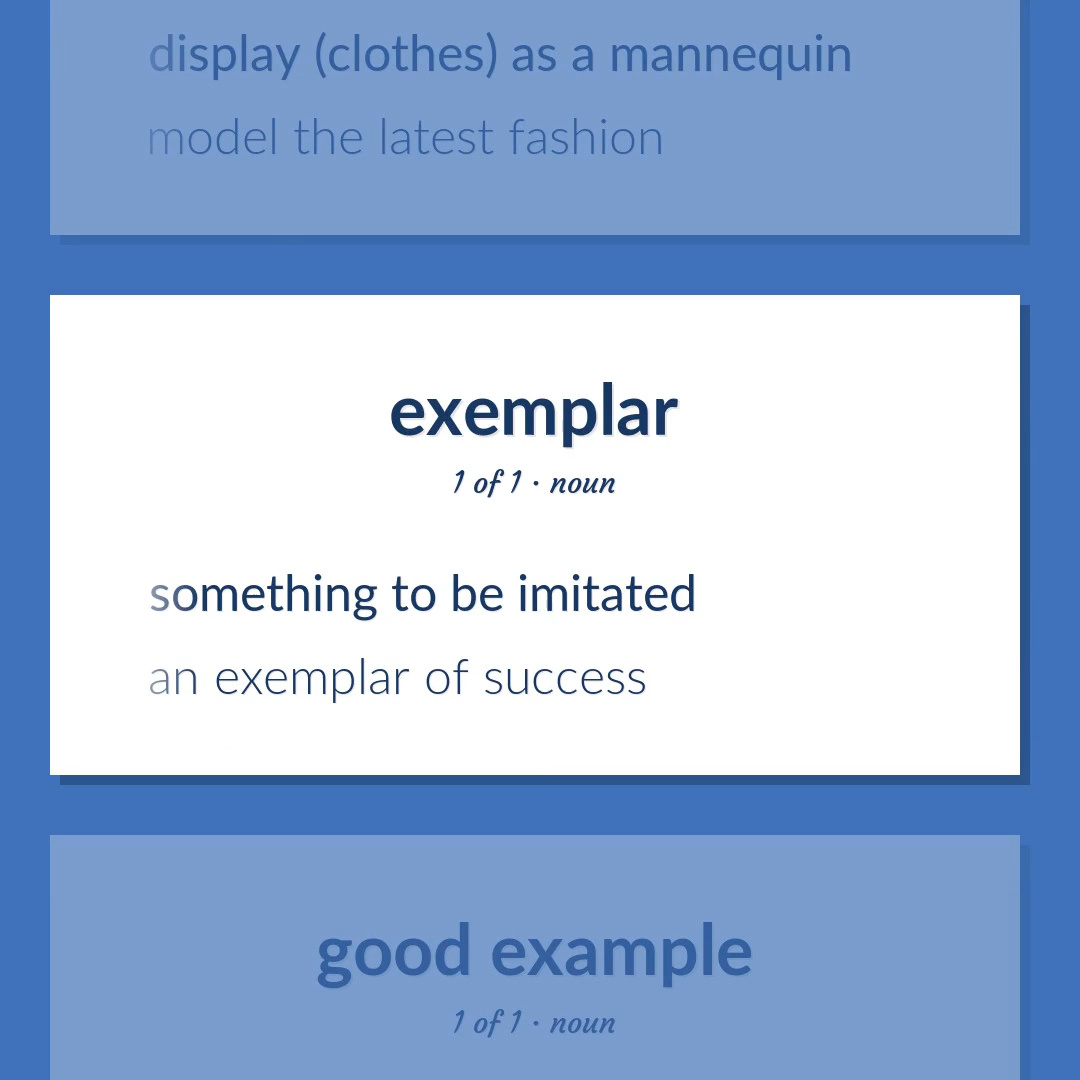 display (clothes) as a mannequin
model the latest fashion
exemplar
1 of 1 · noun
something to be imitated
an exemplar of success
good example
1 of 1 · noun